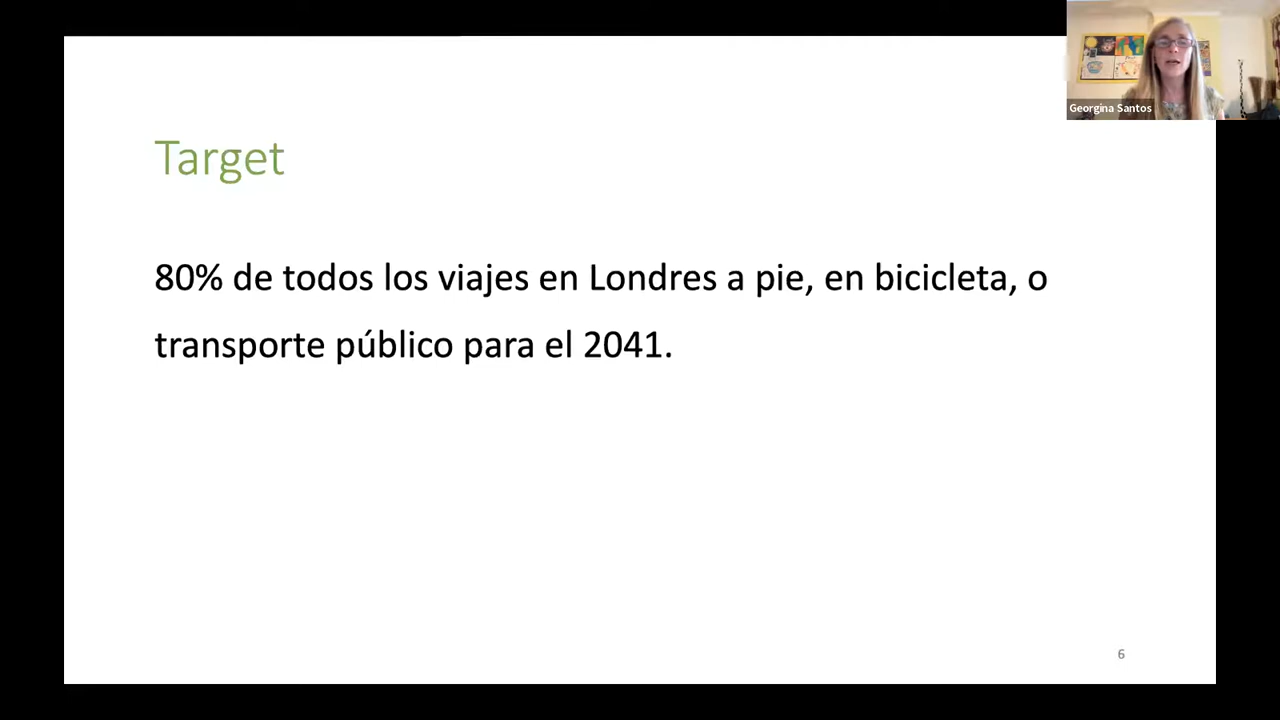 Georgina Santos
Target
80% de todos los viajes en Londres a pie, en bicicleta, o
transporte público para el 2041.
6